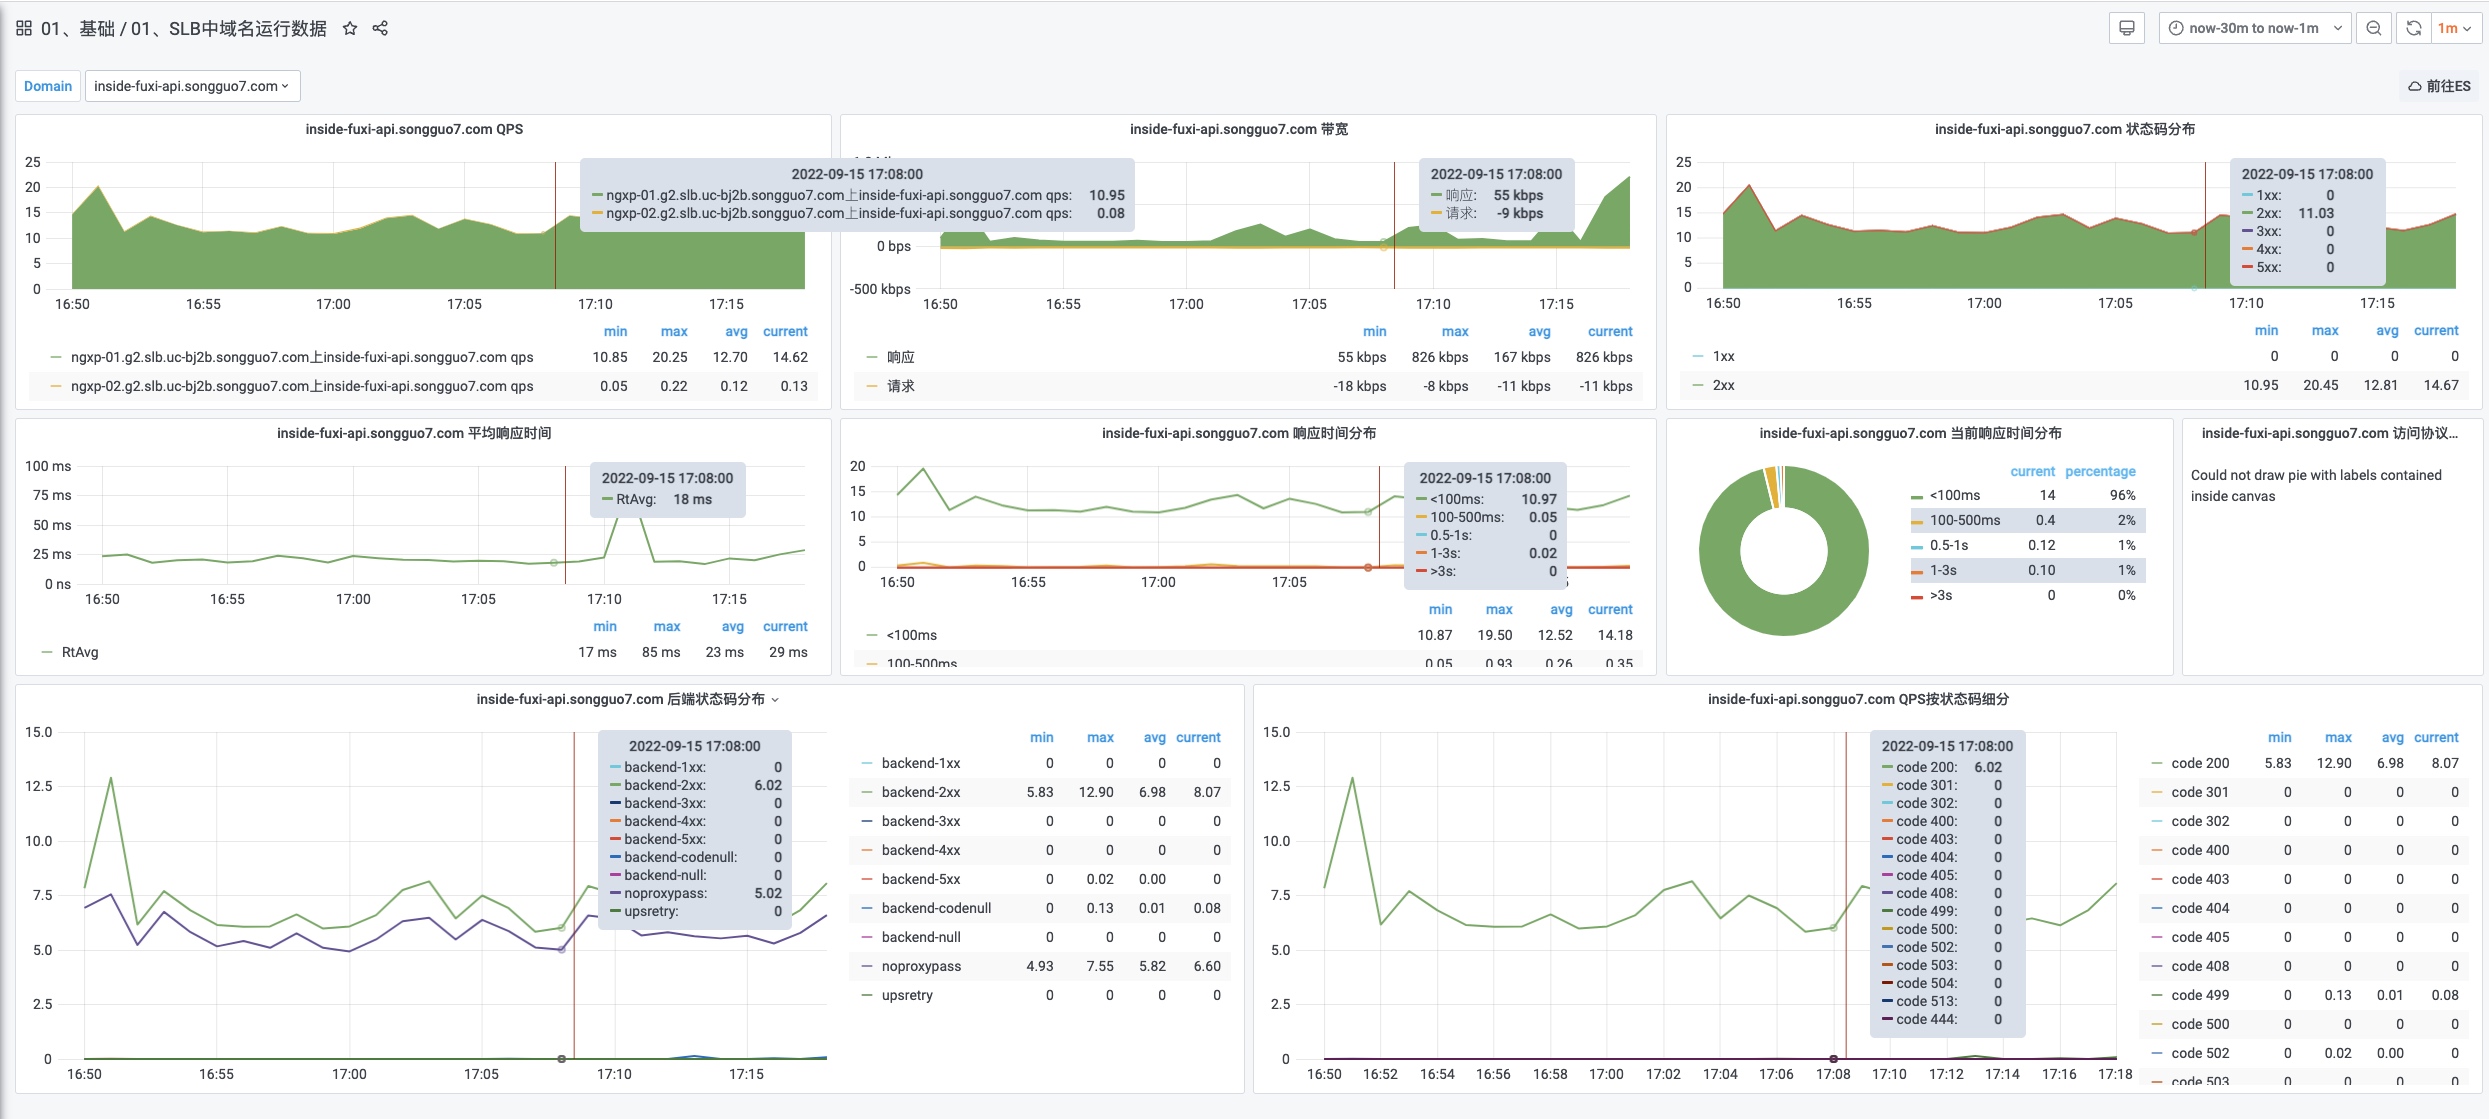 01、基础 / 01、SLB中域名运行数据
now-30m to now-1m
1m
Domain
inside-fuxi-api.songguo7.com
前往ES
inside-fuxi-api.songguo7.com QPS
25
20
15
10
5
0
16:50 16:55 17:00 17:05 17:10 17:15
2022-09-15 17:08:00
ngxp-01.g2.slb.uc-bj2b.songguo7.com上inside-fuxi-api.songguo7.com qps: 10.95
ngxp-02.g2.slb.uc-bj2b.songguo7.com上inside-fuxi-api.songguo7.com qps: 0.08
min max avg current
ngxp-01.g2.slb.uc-bj2b.songguo7.com上inside-fuxi-api.songguo7.com qps 10.85 20.25 12.70 14.62
ngxp-02.g2.slb.uc-bj2b.songguo7.com上inside-fuxi-api.songguo7.com qps 0.05 0.22 0.12 0.13
inside-fuxi-api.songguo7.com 带宽
0 bps
-500 kbps
16:50 16:55 17:00 17:05 17:10 17:15
2022-09-15 17:08:00
响应: 55 kbps
请求: -9 kbps
min max avg current
响应 55 kbps 826 kbps 167 kbps 826 kbps
请求 -18 kbps -8 kbps -11 kbps -11 kbps
inside-fuxi-api.songguo7.com 状态码分布
25
20
15
10
5
0
16:50 16:55 17:00 17:05 17:10 17:15
2022-09-15 17:08:00
1xx: 0
2xx: 11.03
3xx: 0
4xx: 0
5xx: 0
min max avg current
1xx 0 0 0 0
2xx 10.95 20.45 12.81 14.67
inside-fuxi-api.songguo7.com 平均响应时间
100 ms
75 ms
50 ms
25 ms
0 ns
16:50 16:55 17:00 17:05 17:10 17:15
2022-09-15 17:08:00
RtAvg: 18 ms
min max avg current
RtAvg 17 ms 85 ms 23 ms 29 ms
inside-fuxi-api.songguo7.com 响应时间分布
20
15
10
5
0
16:50 16:55 17:00 17:05
2022-09-15 17:08:00
<100ms: 10.97
100-500ms: 0.05
0.5-1s: 0
1-3s: 0.02
>3s: 0
min max avg current
<100ms 10.87 19.50 12.52 14.18
100-500ms 0.05 0.93 0.26 0.35
inside-fuxi-api.songguo7.com 当前响应时间分布
current percentage
<100ms 14 96%
100-500ms 0.4 2%
0.5-1s 0.12 1%
1-3s 0.10 1%
>3s 0 0%
inside-fuxi-api.songguo7.com 访问协议...
Could not draw pie with labels contained
inside canvas
inside-fuxi-api.songguo7.com 后端状态码分布
15.0
12.5
10.0
7.5
5.0
2.5
0
16:50 16:55 17:00 17:05 17:10 17:15
2022-09-15 17:08:00
backend-1xx: 0
backend-2xx: 6.02
backend-3xx: 0
backend-4xx: 0
backend-5xx: 0
backend-codenull: 0
backend-null: 0
noproxypass: 5.02
upsretry: 0
min max avg current
backend-1xx 0 0 0 0
backend-2xx 5.83 12.90 6.98 8.07
backend-3xx 0 0 0 0
backend-4xx 0 0 0 0
backend-5xx 0 0.02 0.00 0
backend-codenull 0 0.13 0.01 0.08
backend-null 0 0 0 0
noproxypass 4.93 7.55 5.82 6.60
upsretry 0 0 0 0
inside-fuxi-api.songguo7.com QPS按状态码细分
15.0
12.5
10.0
7.5
5.0
2.5
0
16:50 16:52 16:54 16:56 16:58 17:00 17:02 17:04 17:06 17:08 17:10 17:12 17:14 17:16 17:18
2022-09-15 17:08:00
code 200: 6.02
code 301: 0
code 302: 0
code 400: 0
code 403: 0
code 404: 0
code 405: 0
code 408: 0
code 499: 0
code 500: 0
code 502: 0
code 503: 0
code 504: 0
code 513: 0
code 444: 0
min max avg current
code 200 5.83 12.90 6.98 8.07
code 301 0 0 0 0
code 302 0 0 0 0
code 400 0 0 0 0
code 403 0 0 0 0
code 404 0 0 0 0
code 405 0 0 0 0
code 408 0 0 0 0
code 499 0 0.13 0.01 0.08
code 500 0 0 0 0
code 502 0 0.02 0.00 0
code 503 0 0 0 0